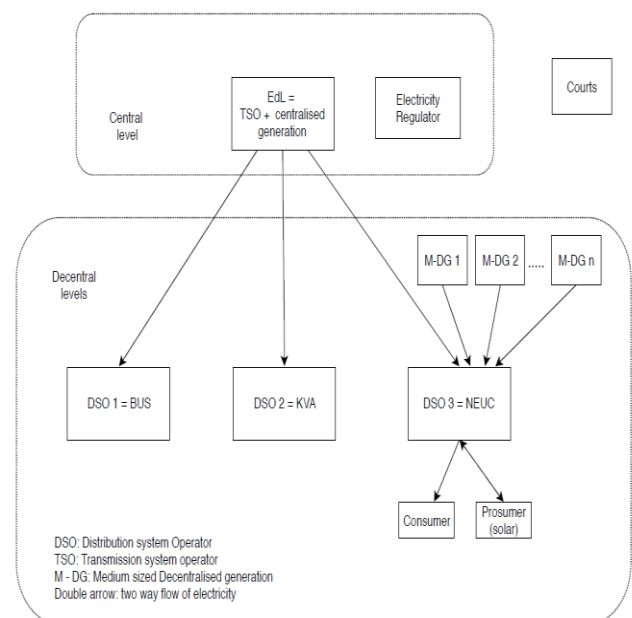 EdL =
TSO + centralised
generation
Electricity
Regulator
Courts
Central
level
M-DG 1
M-DG 2
.....
M-DG n
Decentral
levels
DSO 1 = BUS
DSO 2 = KVA
DSO 3 = NEUC
Consumer
Prosumer
(solar)
DSO: Distribution system Operator
TSO: Transmission system operator
M - DG: Medium sized Decentralised generation
Double arrow: two way flow of electricity